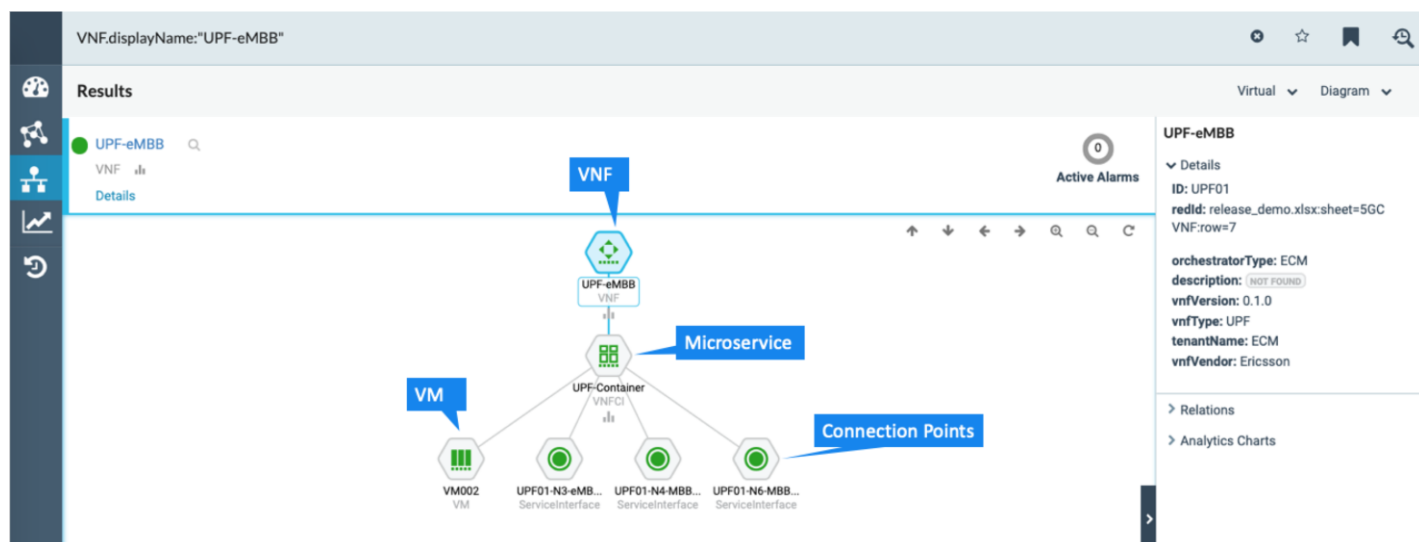 VNF.displayName:"UPF-eMBB"
Results
Virtual
Diagram
UPF-eMBB
VNF
Details
0
Active Alarms
VNF
UPF-eMBB
VNF
Microservice
UPF-Container
VNFCI
VM
Connection Points
VM002
VM
UPF01-N3-eMB...
ServiceInterface
UPF01-N4-MBB...
ServiceInterface
UPF01-N6-MBB...
ServiceInterface
UPF-eMBB
Details
ID: UPF01
redId: release_demo.xlsx:sheet=5GC
VNF:row=7
orchestratorType: ECM
description: NOT FOUND
vnfVersion: 0.1.0
vnfType: UPF
tenantName: ECM
vnfVendor: Ericsson
Relations
Analytics Charts